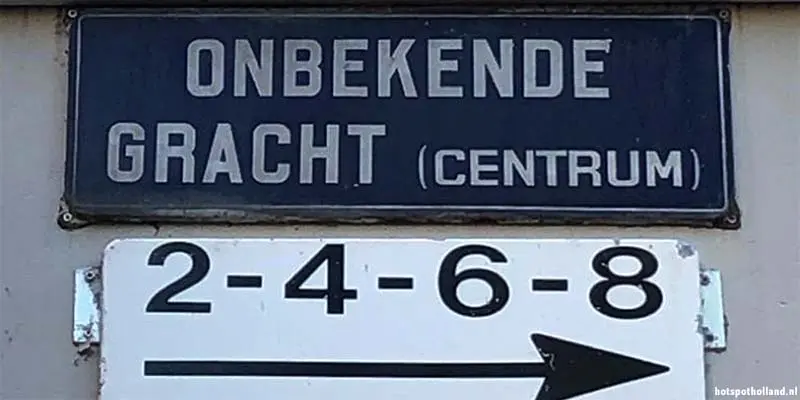 ONBEKENDE
GRACHT (CENTRUM)
2-4-6-8
hotspotholland.nl